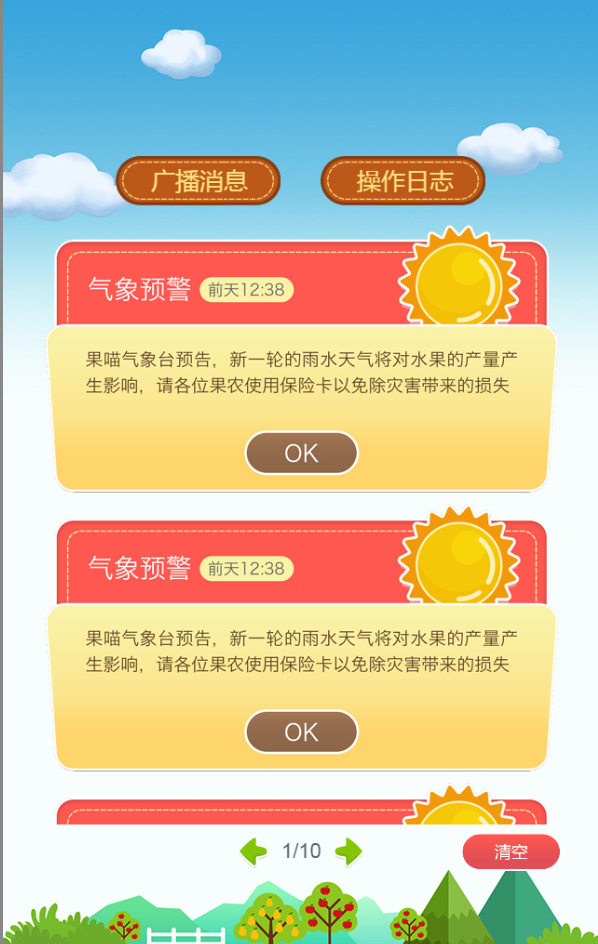 广播消息 操作日志
气象预警 前天12:38
果喵气象台预告，新一轮的雨水天气将对水果的产量产
生影响，请各位果农使用保险卡以免除灾害带来的损失
OK
气象预警 前天12:38
果喵气象台预告，新一轮的雨水天气将对水果的产量产
生影响，请各位果农使用保险卡以免除灾害带来的损失
OK
1/10 清空